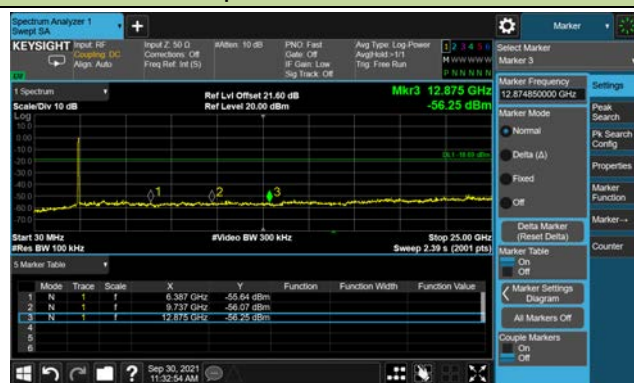 Spectrum Analyzer 1
Swept SA
Marker
KEYSIGHT
Input: RF
Coupling: DC
Align: Auto
Input Z: 50 Ω
Corrections: Off
Freq Ref: Int (S)
#Atten: 10 dB
PNO: Fast
Gate: Off
IF Gain: Low
Sig Track: Off
Avg Type: Log-Power
Avg|Hold:>1/1
Trig: Free Run
1 2 3 4 5 6
M W W W W W
P N N N N N
Select Marker
Marker 3
1 Spectrum
Scale/Div 10 dB
Ref Lvl Offset 21.60 dB
Ref Level 20.00 dBm
Mkr3 12.875 GHz
-56.25 dBm
Log
10.0
0.00
-10.0
-20.0
-30.0
-40.0
-50.0
-60.0
-70.0
1
2
3
Start 30 MHz
#Res BW 100 kHz
#Video BW 300 kHz
Stop 25.00 GHz
Sweep 2.39 s (2001 pts)
5 Marker Table
Mode Trace Scale X Y Function Function Width Function Value
1 N 1 f 6.387 GHz -55.64 dBm
2 N 1 f 9.737 GHz -56.07 dBm
3 N 1 f 12.875 GHz -56.25 dBm
4
5
6
Marker Frequency
12.874850000 GHz
Marker Mode
Normal
Delta (Δ)
Fixed
Off
Delta Marker
(Reset Delta)
Marker Table
On
Off
Marker Settings
Diagram
All Markers Off
Couple Markers
On
Off
Settings
Peak
Search
Pk Search
Config
Properties
Marker
Function
Marker→
Counter
Sep 30, 2021
11:32:54 AM